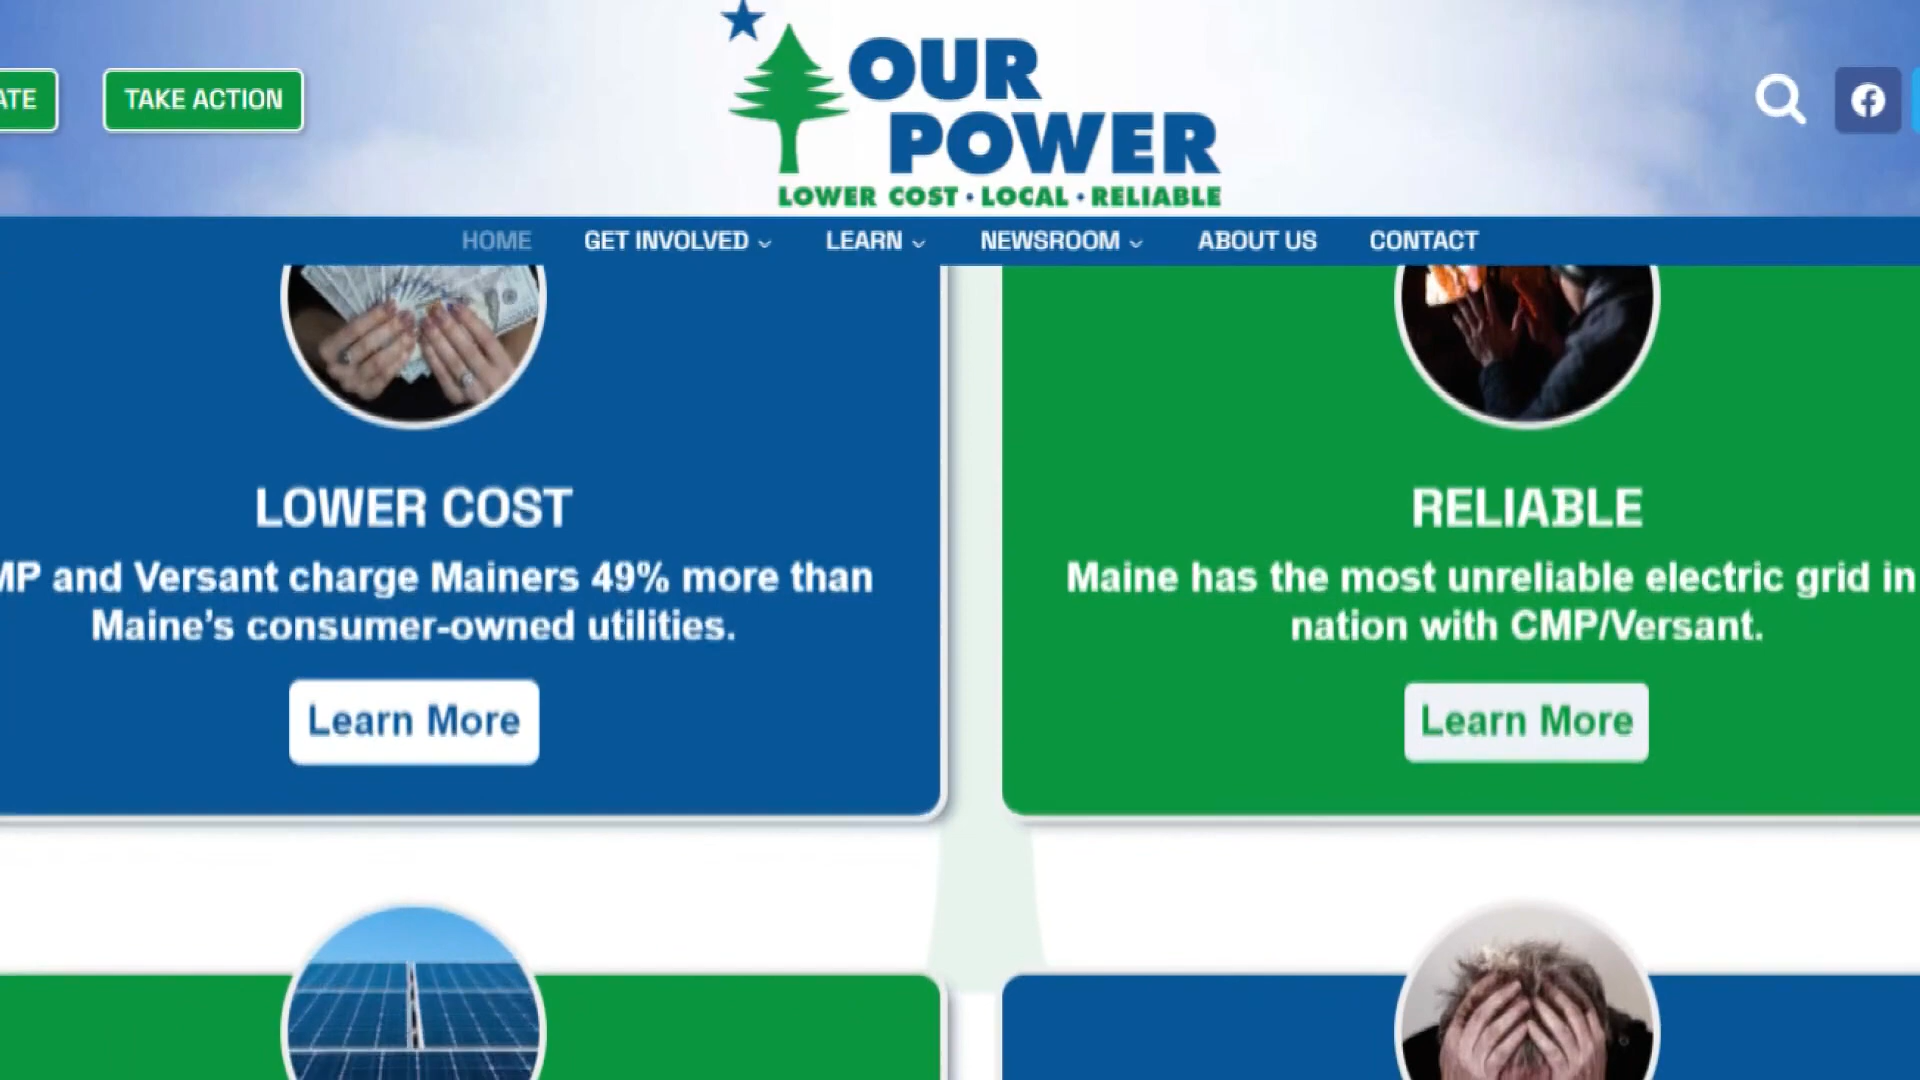 ATE
TAKE ACTION
OUR
POWER
LOWER COST • LOCAL • RELIABLE
HOME
GET INVOLVED
LEARN
NEWSROOM
ABOUT US
CONTACT
LOWER COST
MP and Versant charge Mainers 49% more than
Maine’s consumer-owned utilities.
Learn More
RELIABLE
Maine has the most unreliable electric grid in
nation with CMP/Versant.
Learn More